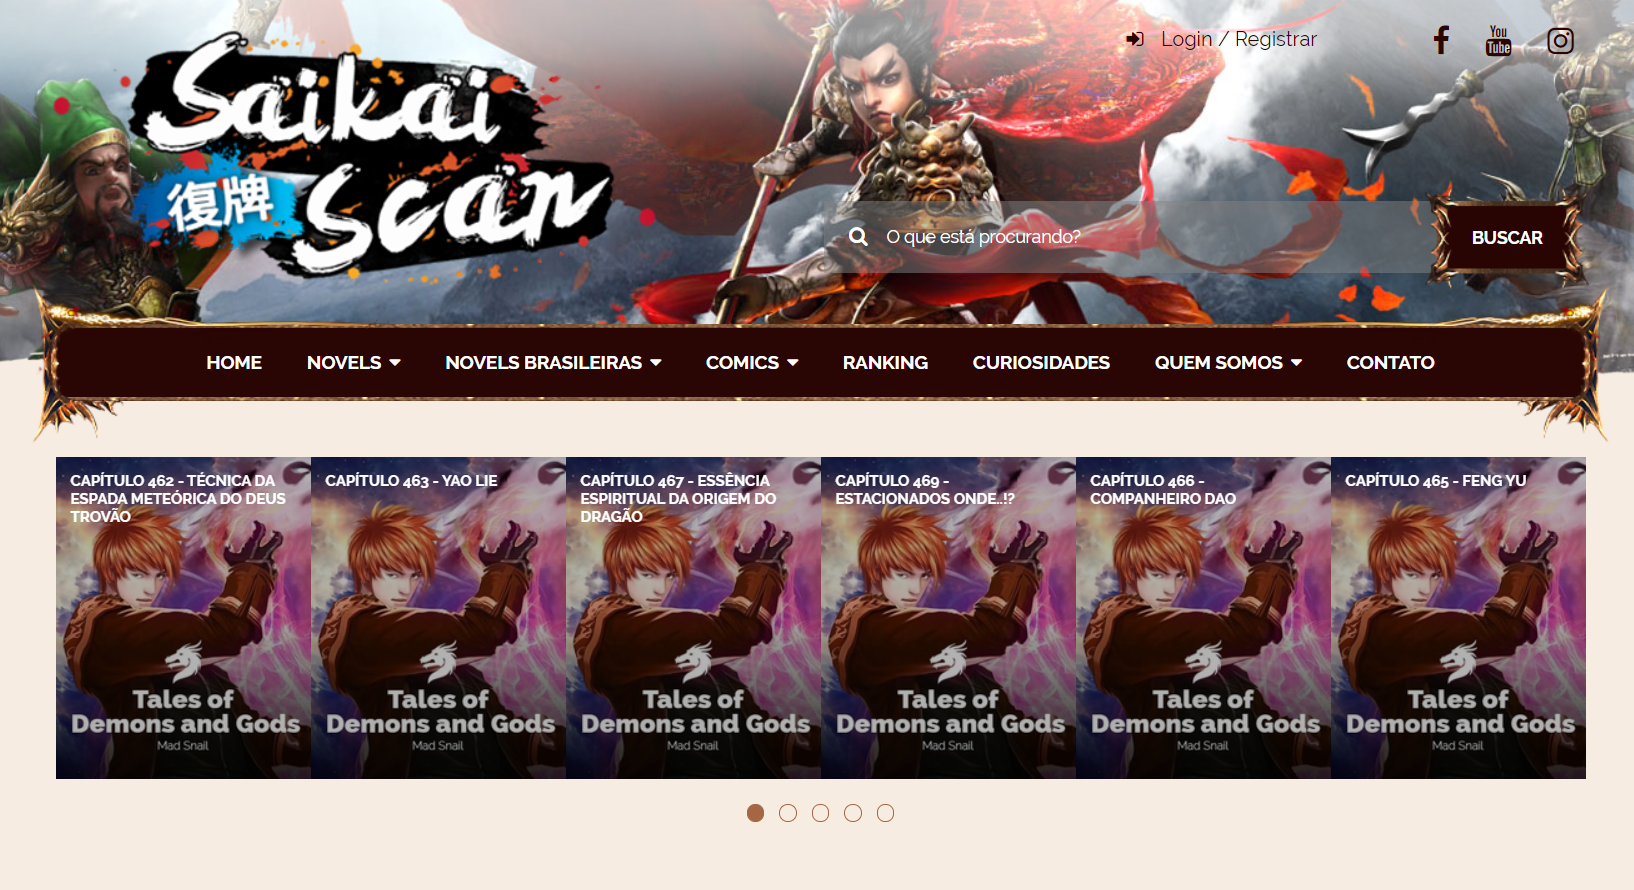 Login / Registrar
You
Tube
Saikai
復牌
Scan
O que está procurando?
BUSCAR
HOME
NOVELS
NOVELS BRASILEIRAS
COMICS
RANKING
CURIOSIDADES
QUEM SOMOS
CONTATO
CAPÍTULO 462 - TÉCNICA DA
ESPADA METEÓRICA DO DEUS
TROVÃO
Tales of
Demons and Gods
Mad Snail
CAPÍTULO 463 - YAO LIE
Tales of
Demons and Gods
Mad Snail
CAPÍTULO 467 - ESSÊNCIA
ESPIRITUAL DA ORIGEM DO
DRAGÃO
Tales of
Demons and Gods
Mad Snail
CAPÍTULO 469 -
ESTACIONADOS ONDE..!?
Tales of
Demons and Gods
Mad Snail
CAPÍTULO 466 -
COMPANHEIRO DAO
Tales of
Demons and Gods
Mad Snail
CAPÍTULO 465 - FENG YU
Tales of
Demons and Gods
Mad Snail